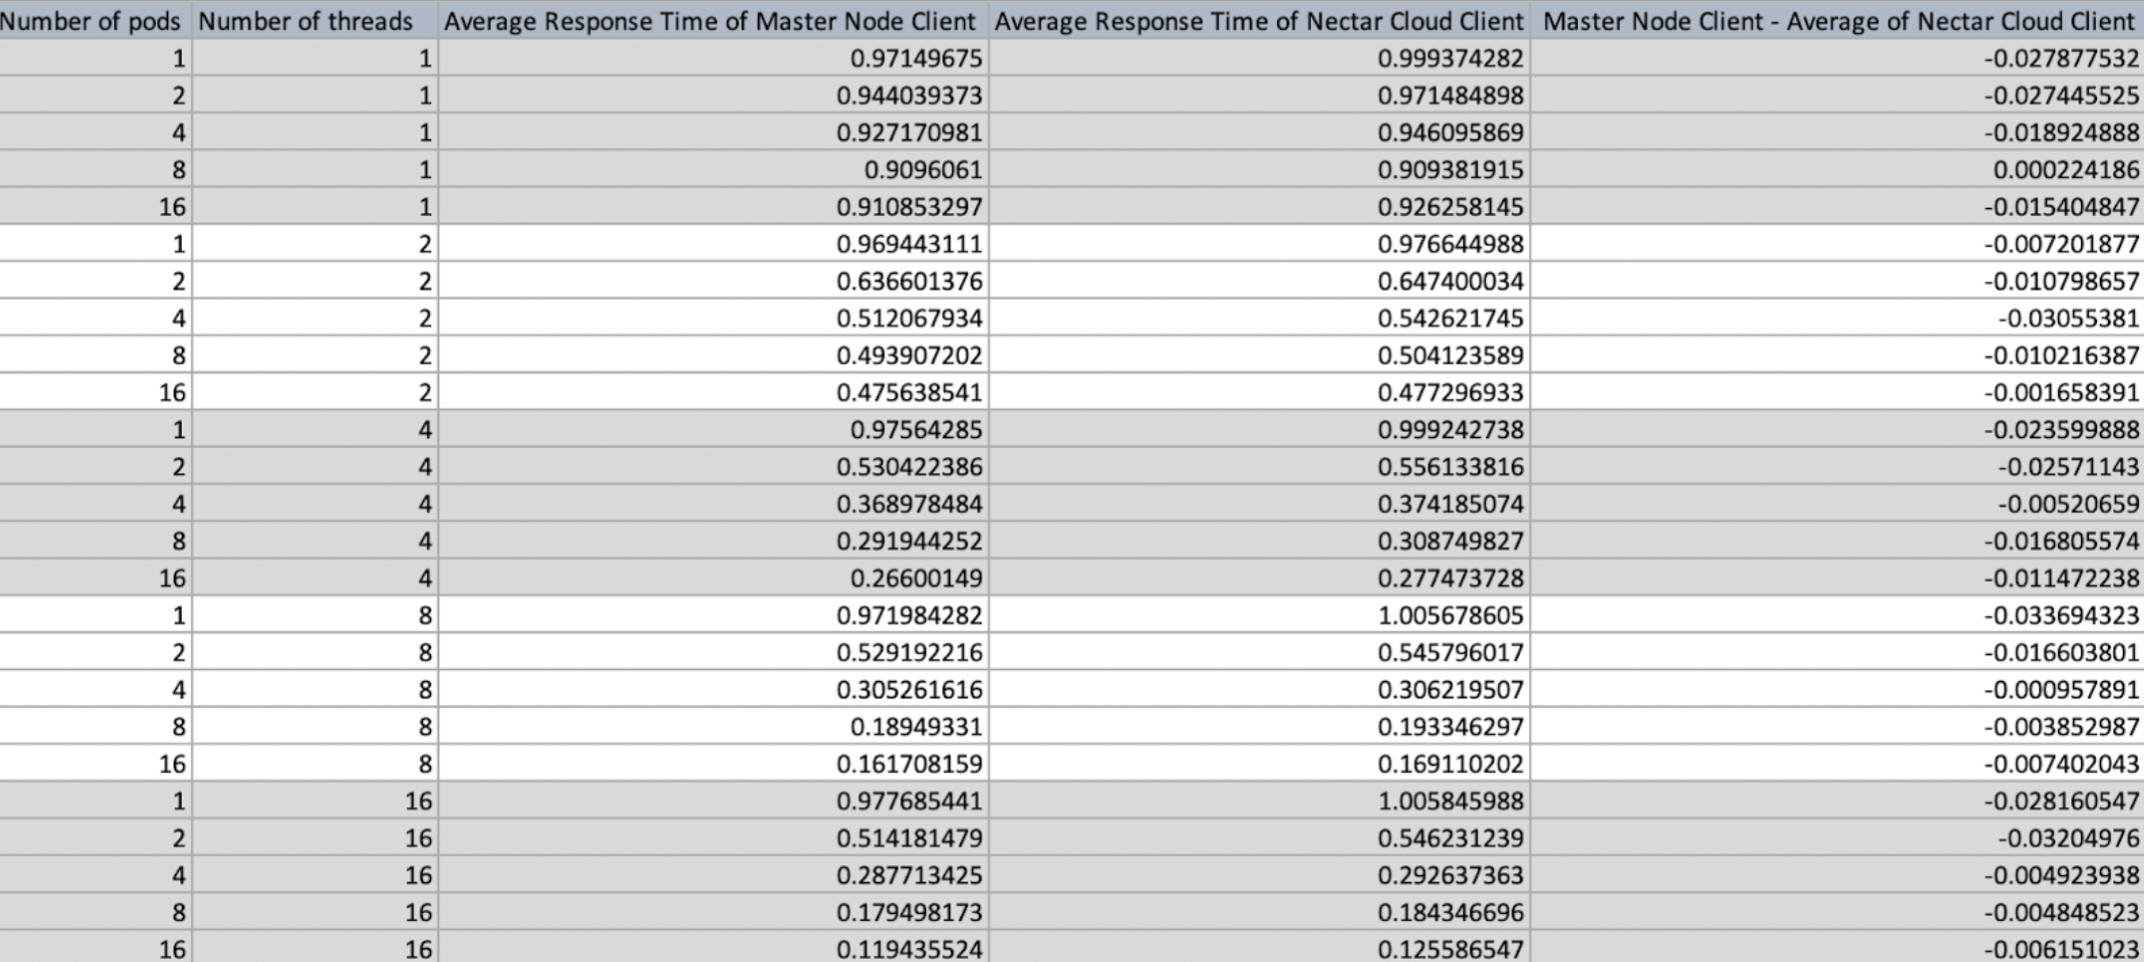 Number of pods Number of threads Average Response Time of Master Node Client Average Response Time of Nectar Cloud Client Master Node Client - Average of Nectar Cloud Client
1 1 0.97149675 0.999374282 -0.027877532
2 1 0.944039373 0.971484898 -0.027445525
4 1 0.927170981 0.946095869 -0.018924888
8 1 0.9096061 0.909381915 0.000224186
16 1 0.910853297 0.926258145 -0.015404847
1 2 0.969443111 0.976644988 -0.007201877
2 2 0.636601376 0.647400034 -0.010798657
4 2 0.512067934 0.542621745 -0.03055381
8 2 0.493907202 0.504123589 -0.010216387
16 2 0.475638541 0.477296933 -0.001658391
1 4 0.97564285 0.999242738 -0.023599888
2 4 0.530422386 0.556133816 -0.02571143
4 4 0.368978484 0.374185074 -0.00520659
8 4 0.291944252 0.308749827 -0.016805574
16 4 0.26600149 0.277473728 -0.011472238
1 8 0.971984282 1.005678605 -0.033694323
2 8 0.529192216 0.545796017 -0.016603801
4 8 0.305261616 0.306219507 -0.000957891
8 8 0.18949331 0.193346297 -0.003852987
16 8 0.161708159 0.169110202 -0.007402043
1 16 0.977685441 1.005845988 -0.028160547
2 16 0.514181479 0.546231239 -0.03204976
4 16 0.287713425 0.292637363 -0.004923938
8 16 0.179498173 0.184346696 -0.004848523
16 16 0.119435524 0.125586547 -0.006151023